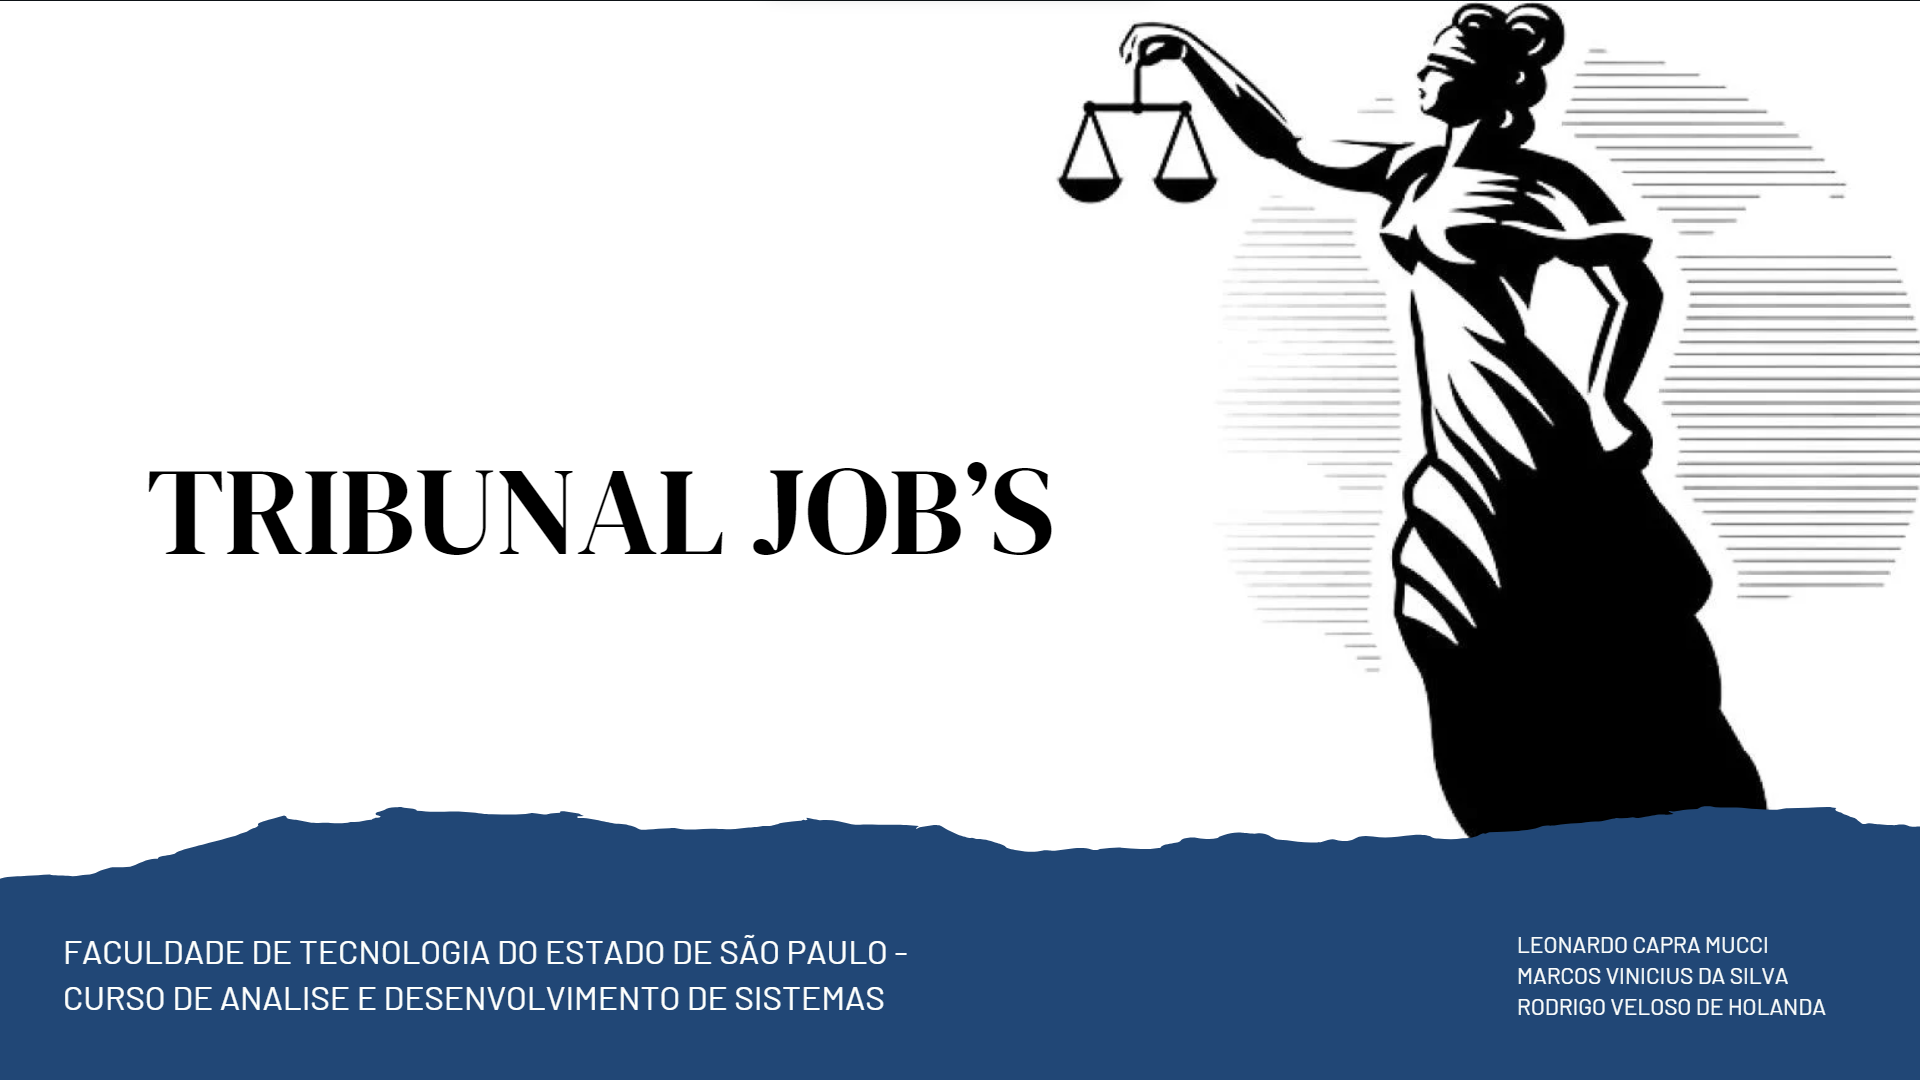 TRIBUNAL JOB’S
FACULDADE DE TECNOLOGIA DO ESTADO DE SÃO PAULO -
CURSO DE ANALISE E DESENVOLVIMENTO DE SISTEMAS
LEONARDO CAPRA MUCCI
MARCOS VINICIUS DA SILVA
RODRIGO VELOSO DE HOLANDA